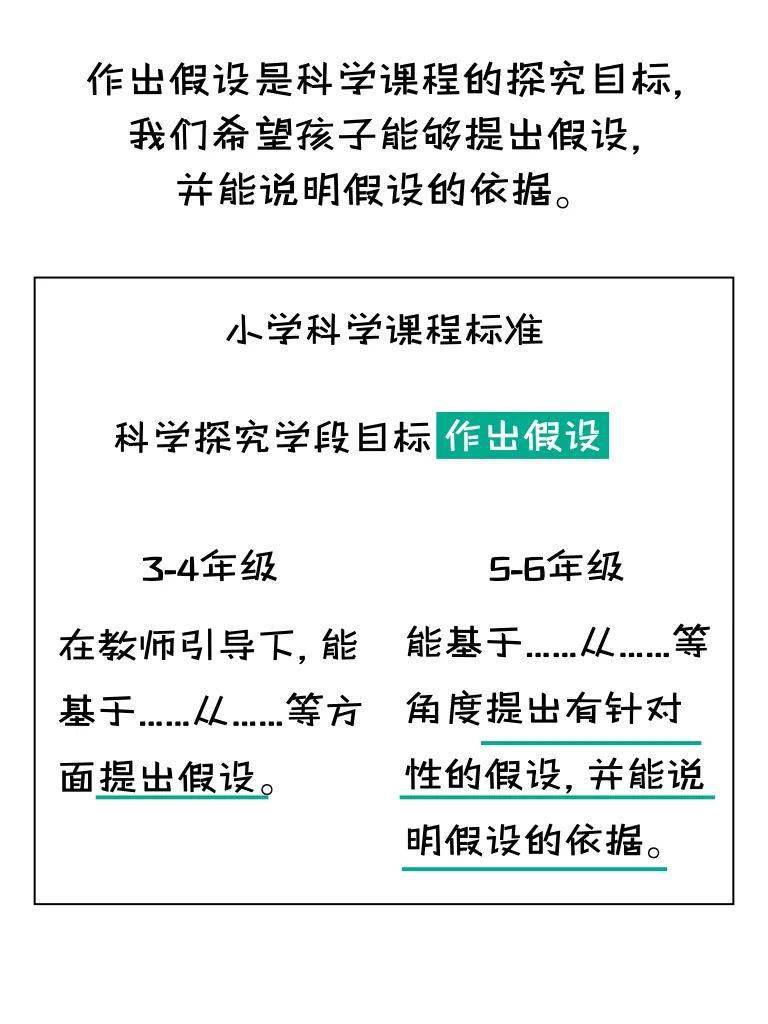 作出假设是科学课程的探究目标,
我们希望孩子能够提出假设,
并能说明假设的依据。
小学科学课程标准
科学探究学段目标 作出假设
3-4年级
在教师引导下, 能
基于……从……等方
面提出假设。
5-6年级
能基于……从……等
角度提出有针对
性的假设, 并能说
明假设的依据。